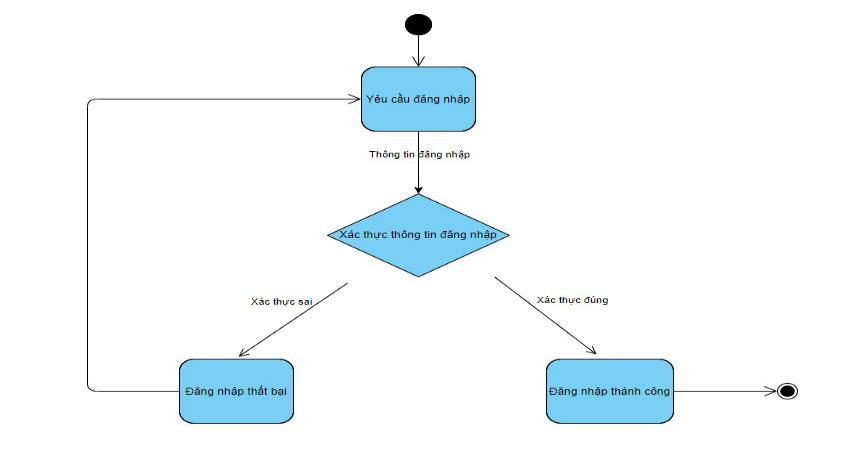 Yêu cầu đăng nhập
Thông tin đăng nhập
Xác thực thông tin đăng nhập
Xác thực sai
Xác thực đúng
Đăng nhập thất bại
Đăng nhập thành công